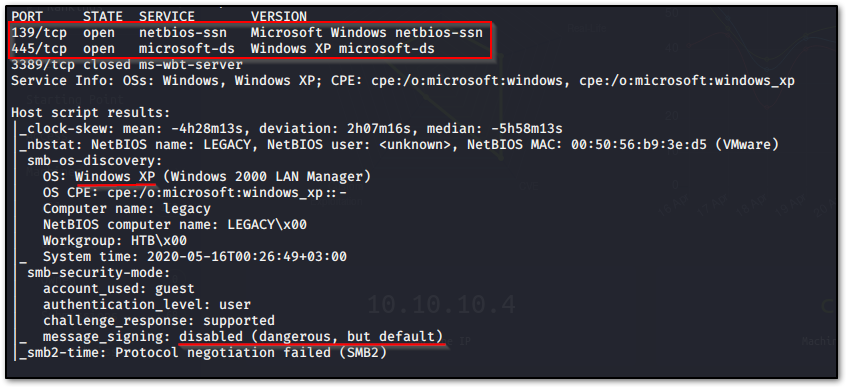 PORT     STATE  SERVICE       VERSION
139/tcp  open   netbios-ssn   Microsoft Windows netbios-ssn
445/tcp  open   microsoft-ds  Windows XP microsoft-ds
3389/tcp closed ms-wbt-server
Service Info: OSs: Windows, Windows XP; CPE: cpe:/o:microsoft:windows, cpe:/o:microsoft:windows_xp
Host script results:
|_clock-skew: mean: -4h28m13s, deviation: 2h07m16s, median: -5h58m13s
|_nbstat: NetBIOS name: LEGACY, NetBIOS user: <unknown>, NetBIOS MAC: 00:50:56:b9:3e:d5 (VMware)
| smb-os-discovery:
|   OS: Windows XP (Windows 2000 LAN Manager)
|   OS CPE: cpe:/o:microsoft:windows_xp::-
|   Computer name: legacy
|   NetBIOS computer name: LEGACY\x00
|   Workgroup: HTB\x00
|_  System time: 2020-05-16T00:26:49+03:00
| smb-security-mode:
|   account_used: guest
|   authentication_level: user
|   challenge_response: supported
|_  message_signing: disabled (dangerous, but default)
|_smb2-time: Protocol negotiation failed (SMB2)
10.10.10.4